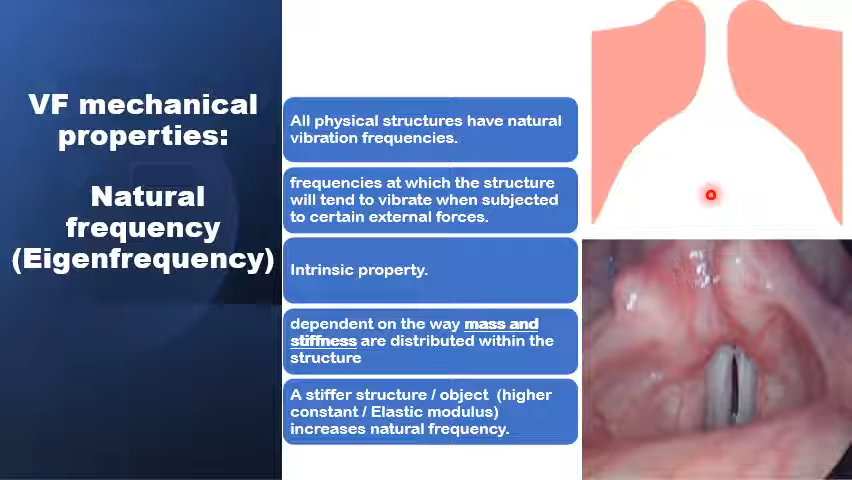 VF mechanical
properties:
Natural
frequency
(Eigenfrequency)
All physical structures have natural
vibration frequencies.
frequencies at which the structure
will tend to vibrate when subjected
to certain external forces.
Intrinsic property.
dependent on the way mass and
stiffness are distributed within the
structure
A stiffer structure / object (higher
constant / Elastic modulus)
increases natural frequency.